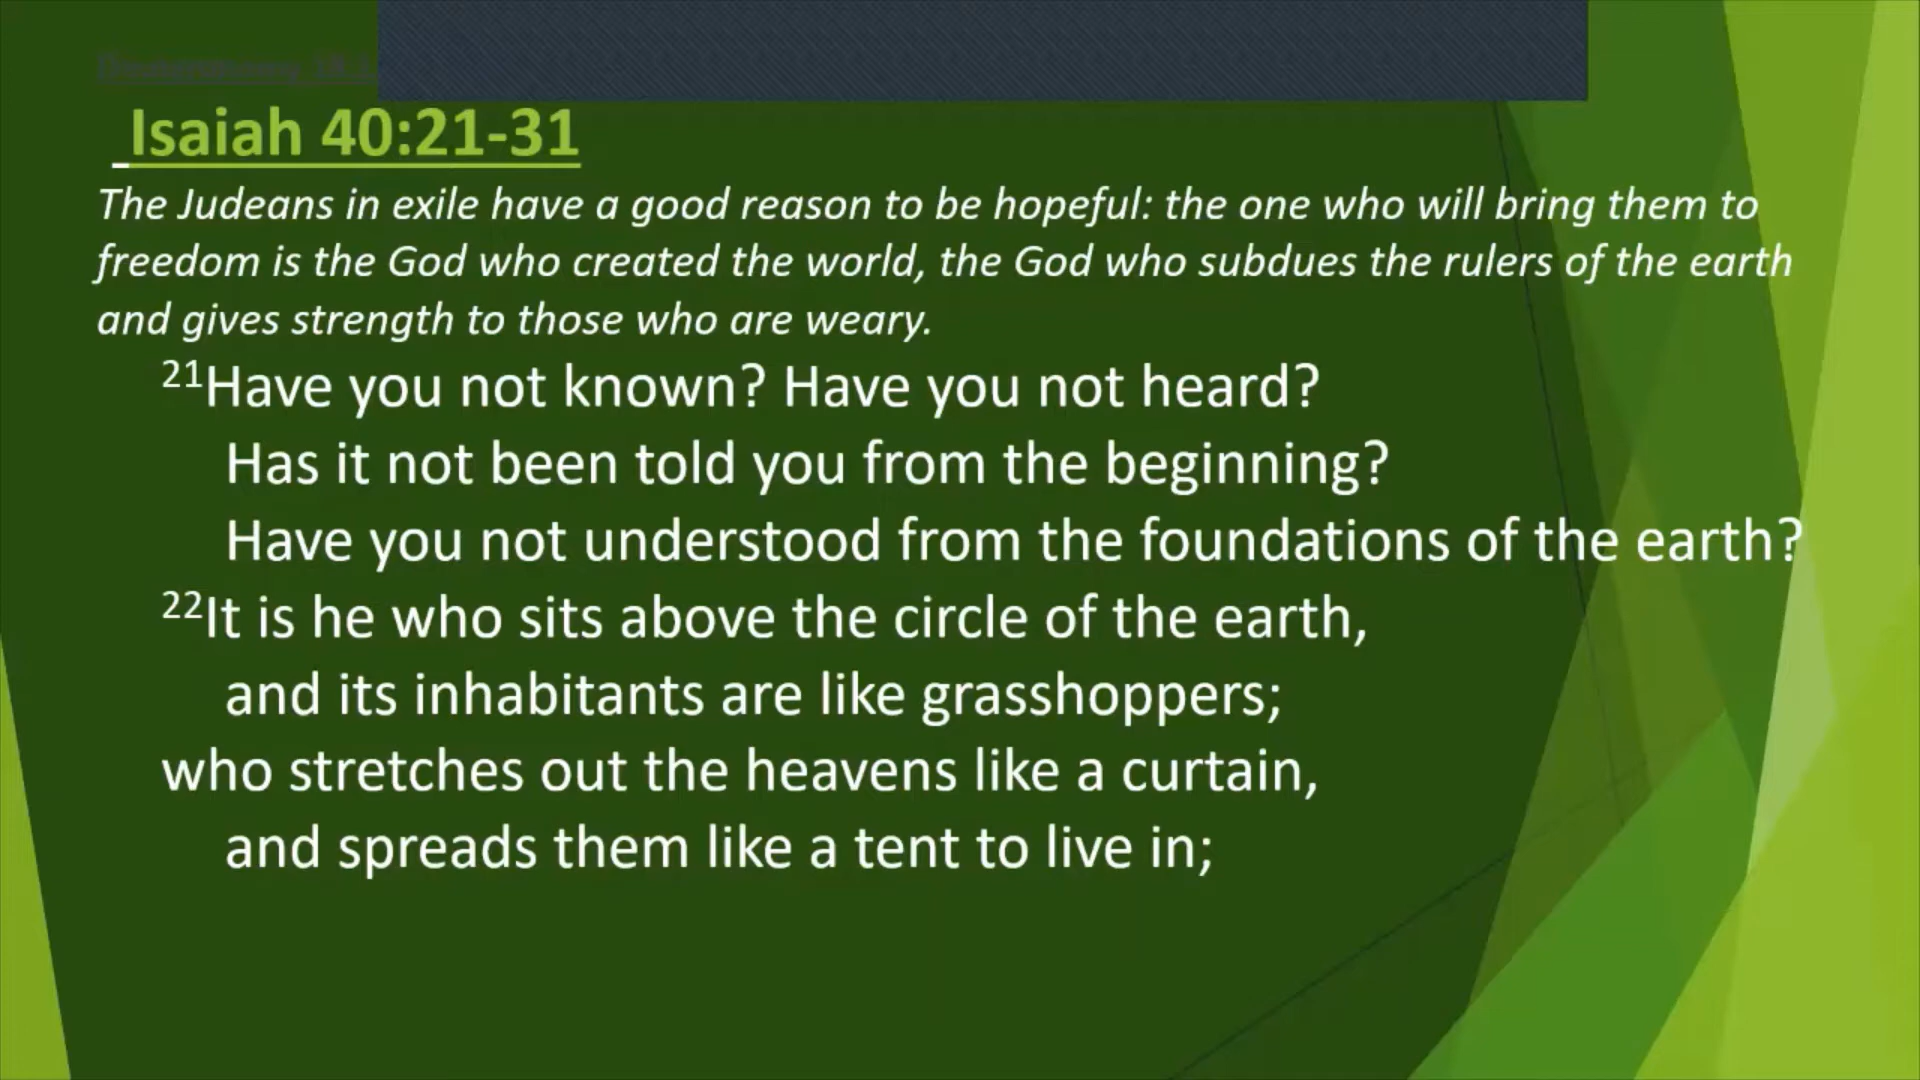 Isaiah 40:21-31
The Judeans in exile have a good reason to be hopeful: the one who will bring them to
freedom is the God who created the world, the God who subdues the rulers of the earth
and gives strength to those who are weary.
21Have you not known? Have you not heard?
Has it not been told you from the beginning?
Have you not understood from the foundations of the earth?
22It is he who sits above the circle of the earth,
and its inhabitants are like grasshoppers;
who stretches out the heavens like a curtain,
and spreads them like a tent to live in;